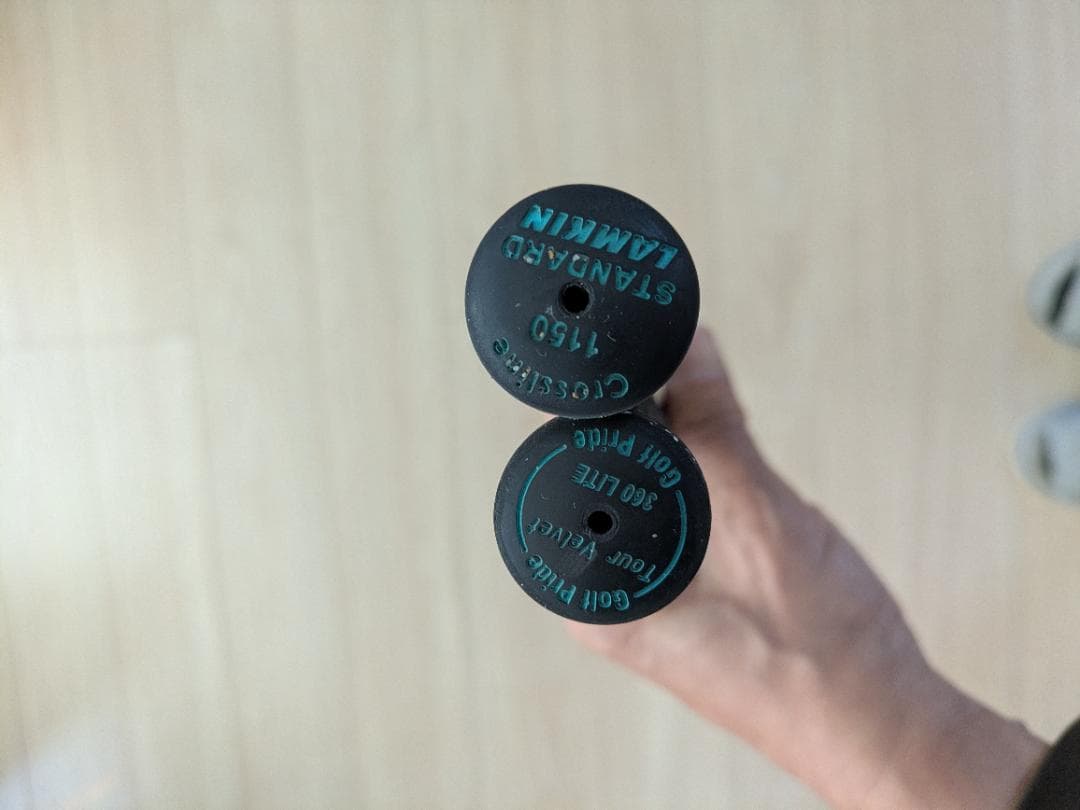 LAMKIN
STANDARD
1150
Crossline
Golf Pride
360 LITE
Tour Velvet
Golf Pride